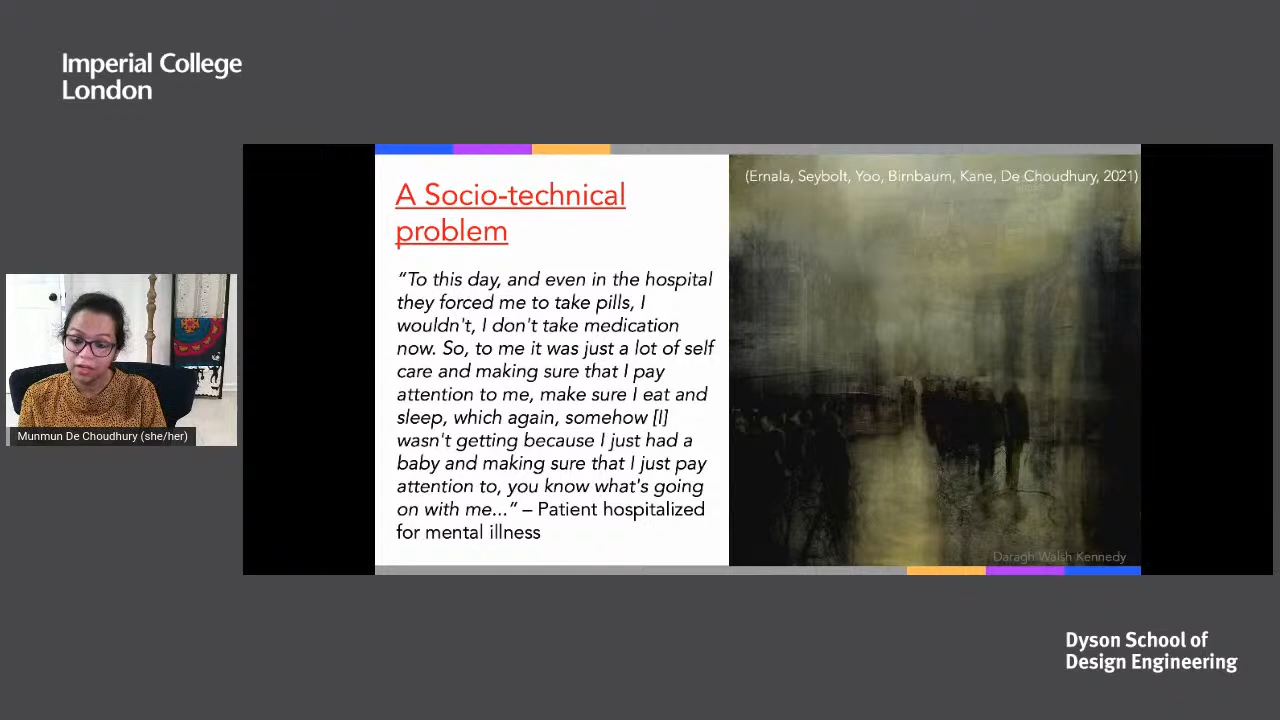 Imperial College
London
(Ernala, Seybolt, Yoo, Birnbaum, Kane, De Choudhury, 2021)
A Socio-technical
problem
“To this day, and even in the hospital
they forced me to take pills, I
wouldn't, I don't take medication
now. So, to me it was just a lot of self
care and making sure that I pay
attention to me, make sure I eat and
sleep, which again, somehow [I]
wasn't getting because I just had a
baby and making sure that I just pay
attention to, you know what's going
on with me...” – Patient hospitalized
for mental illness
Munmun De Choudhury (she/her)
Daragh Walsh Kennedy
Dyson School of
Design Engineering